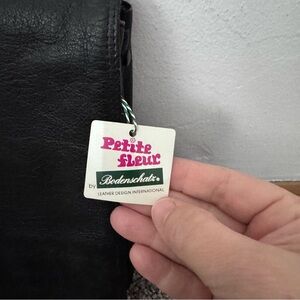 Petite
fleur
by Bodenschatz®
LEATHER DESIGN INTERNATIONAL